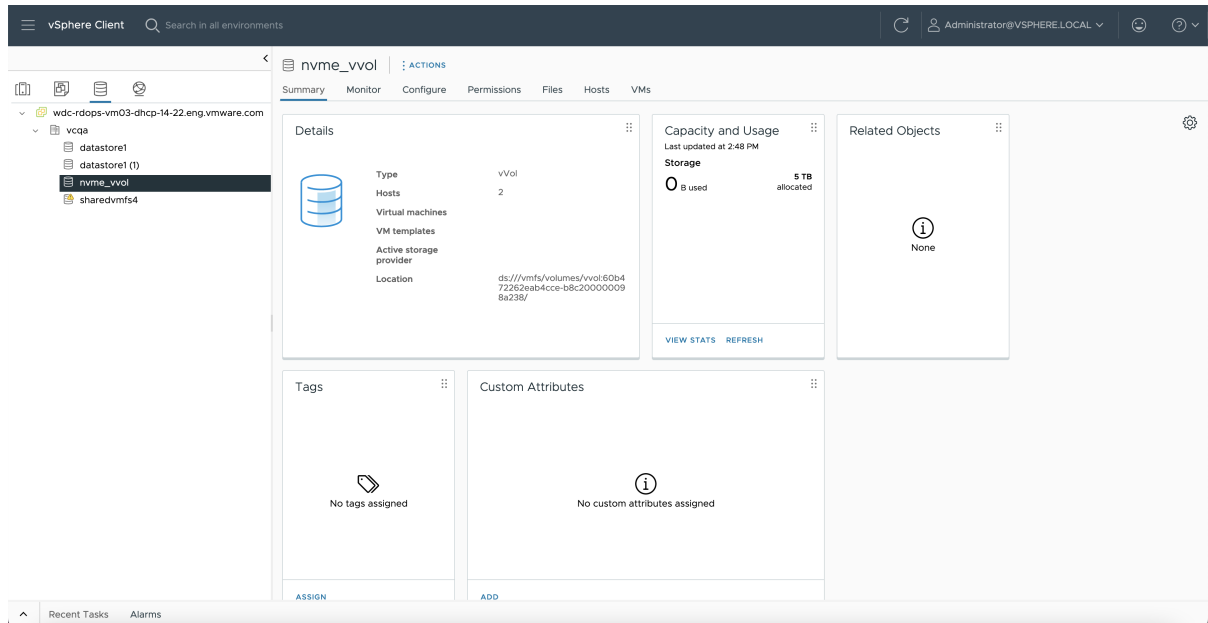 vSphere Client
Search in all environments
Administrator@VSPHERE.LOCAL
wdc-rdops-vm03-dhcp-14-22.eng.vmware.com
vcqa
datastore1
datastore1 (1)
nvme_vvol
sharedvmfs4
nvme_vvol
ACTIONS
Summary Monitor Configure Permissions Files Hosts VMs
Details
Type vVol
Hosts 2
Virtual machines
VM templates
Active storage
provider
Location ds:///vmfs/volumes/vvol:60b4
72262eab4cce-b8c20000009
8a238/
Capacity and Usage
Last updated at 2:48 PM
Storage
0 B used 5 TB
allocated
VIEW STATS REFRESH
Related Objects
None
Tags
No tags assigned
ASSIGN
Custom Attributes
No custom attributes assigned
ADD
Recent Tasks Alarms